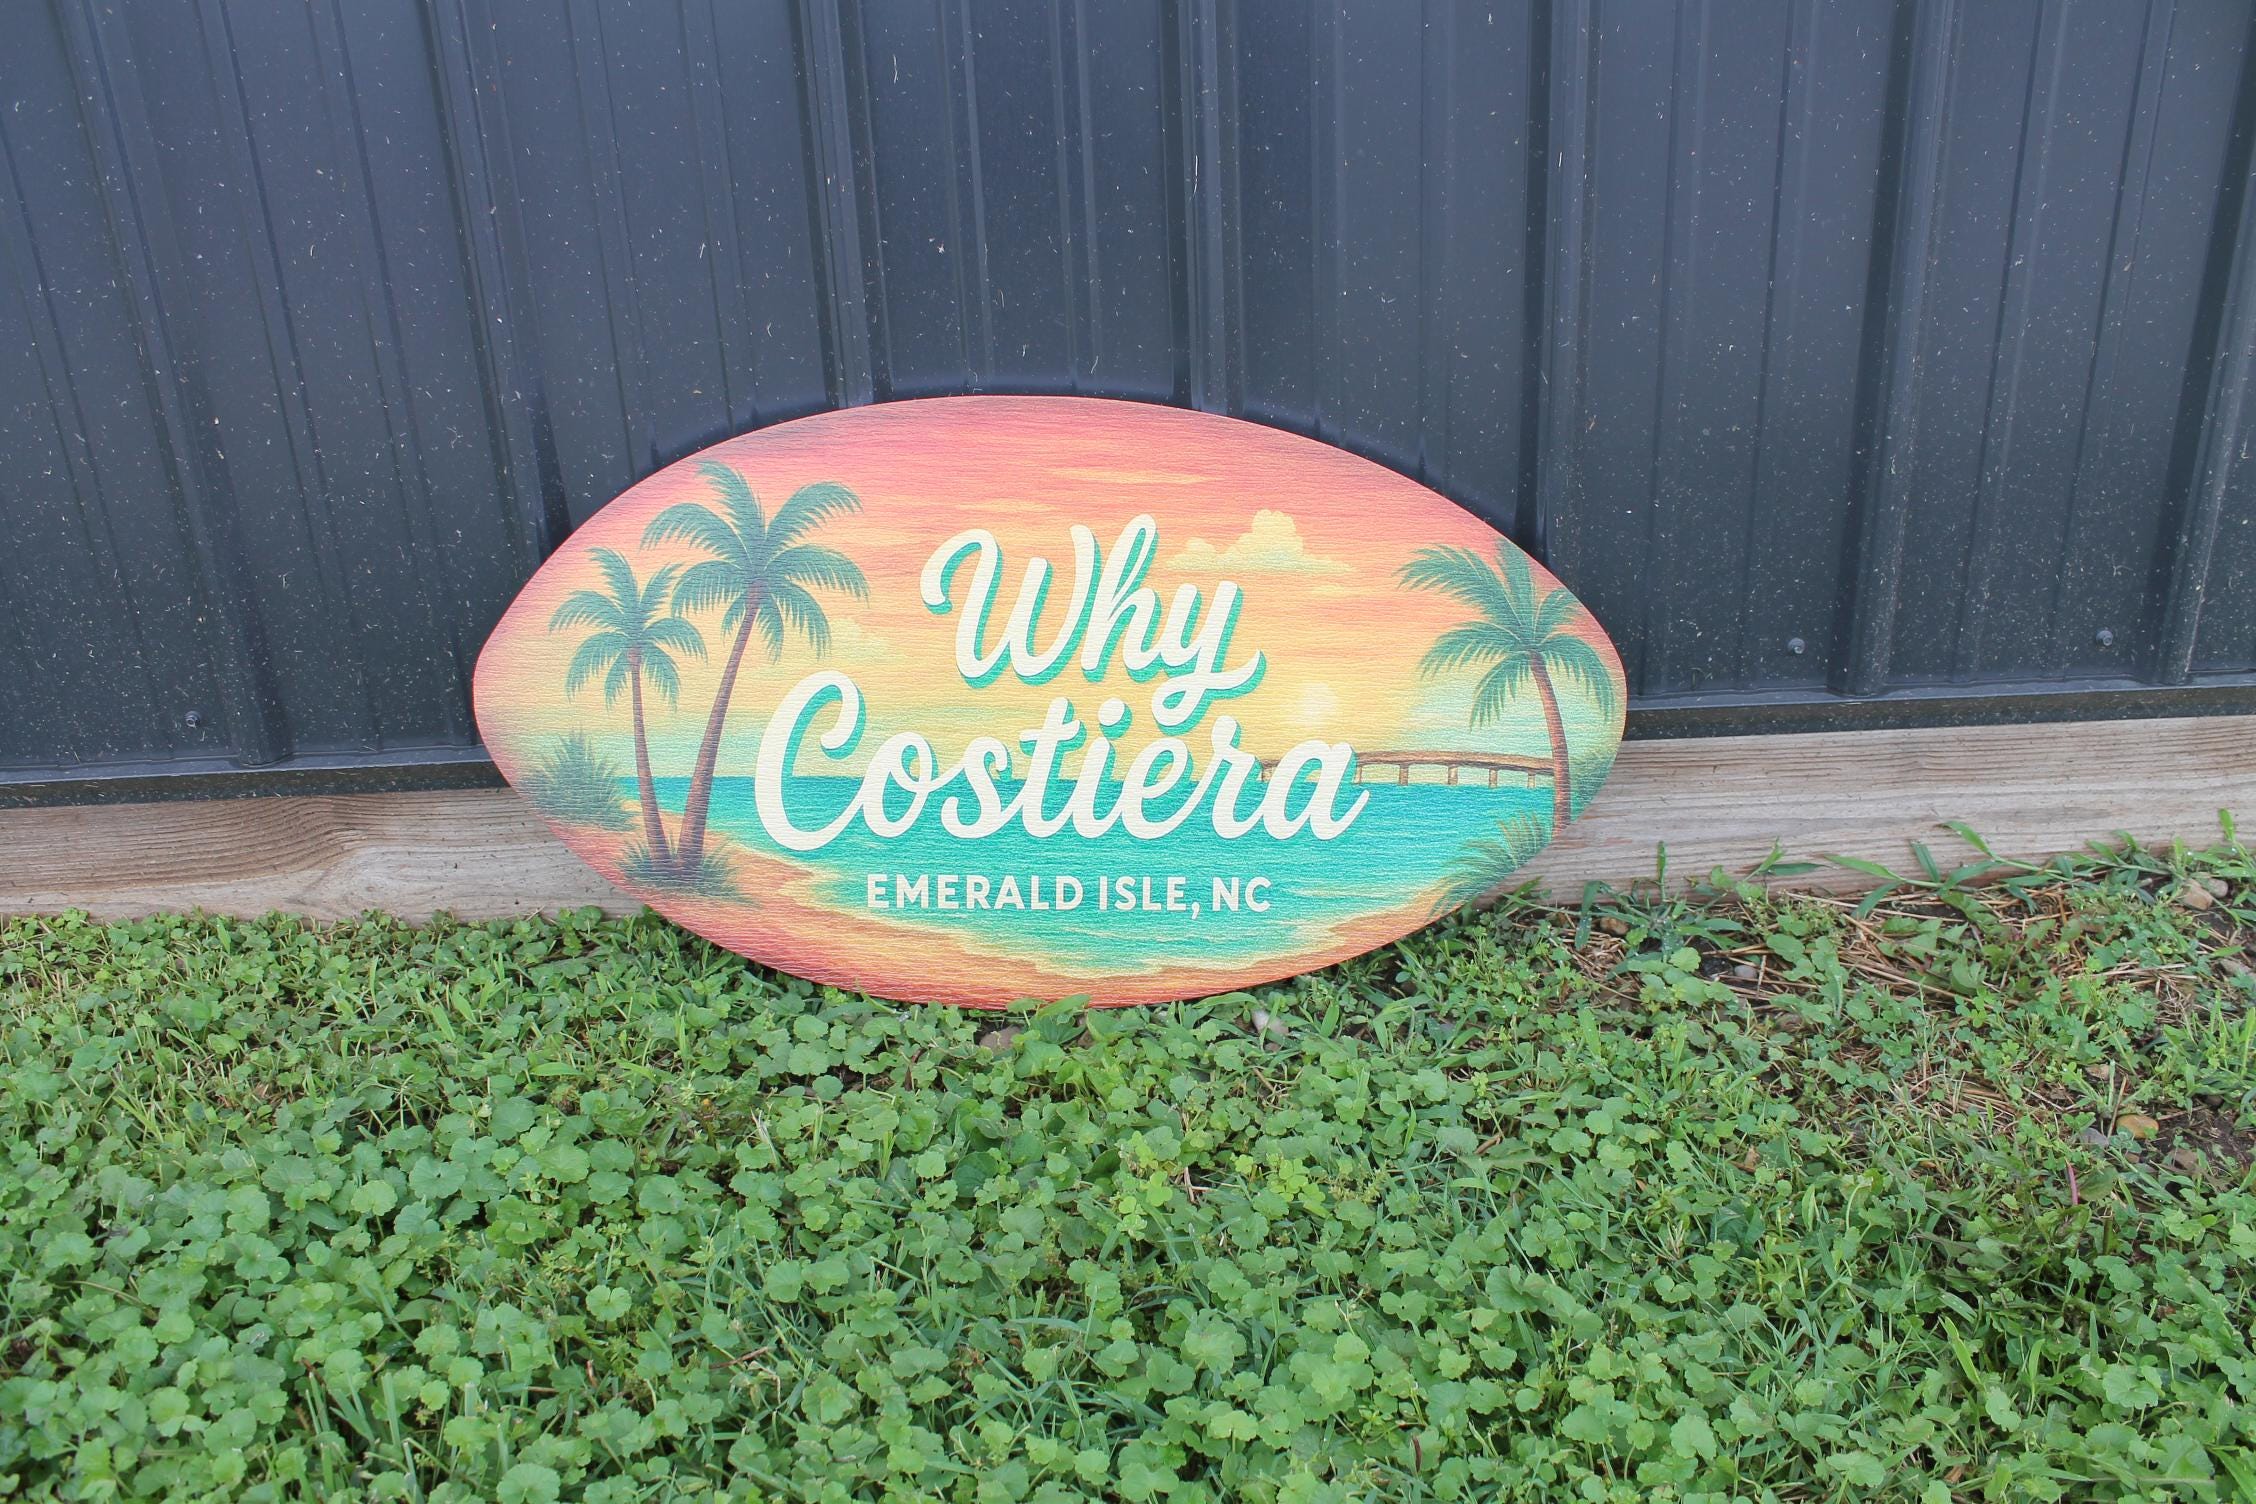 Why
Costiera
EMERALD ISLE, NC